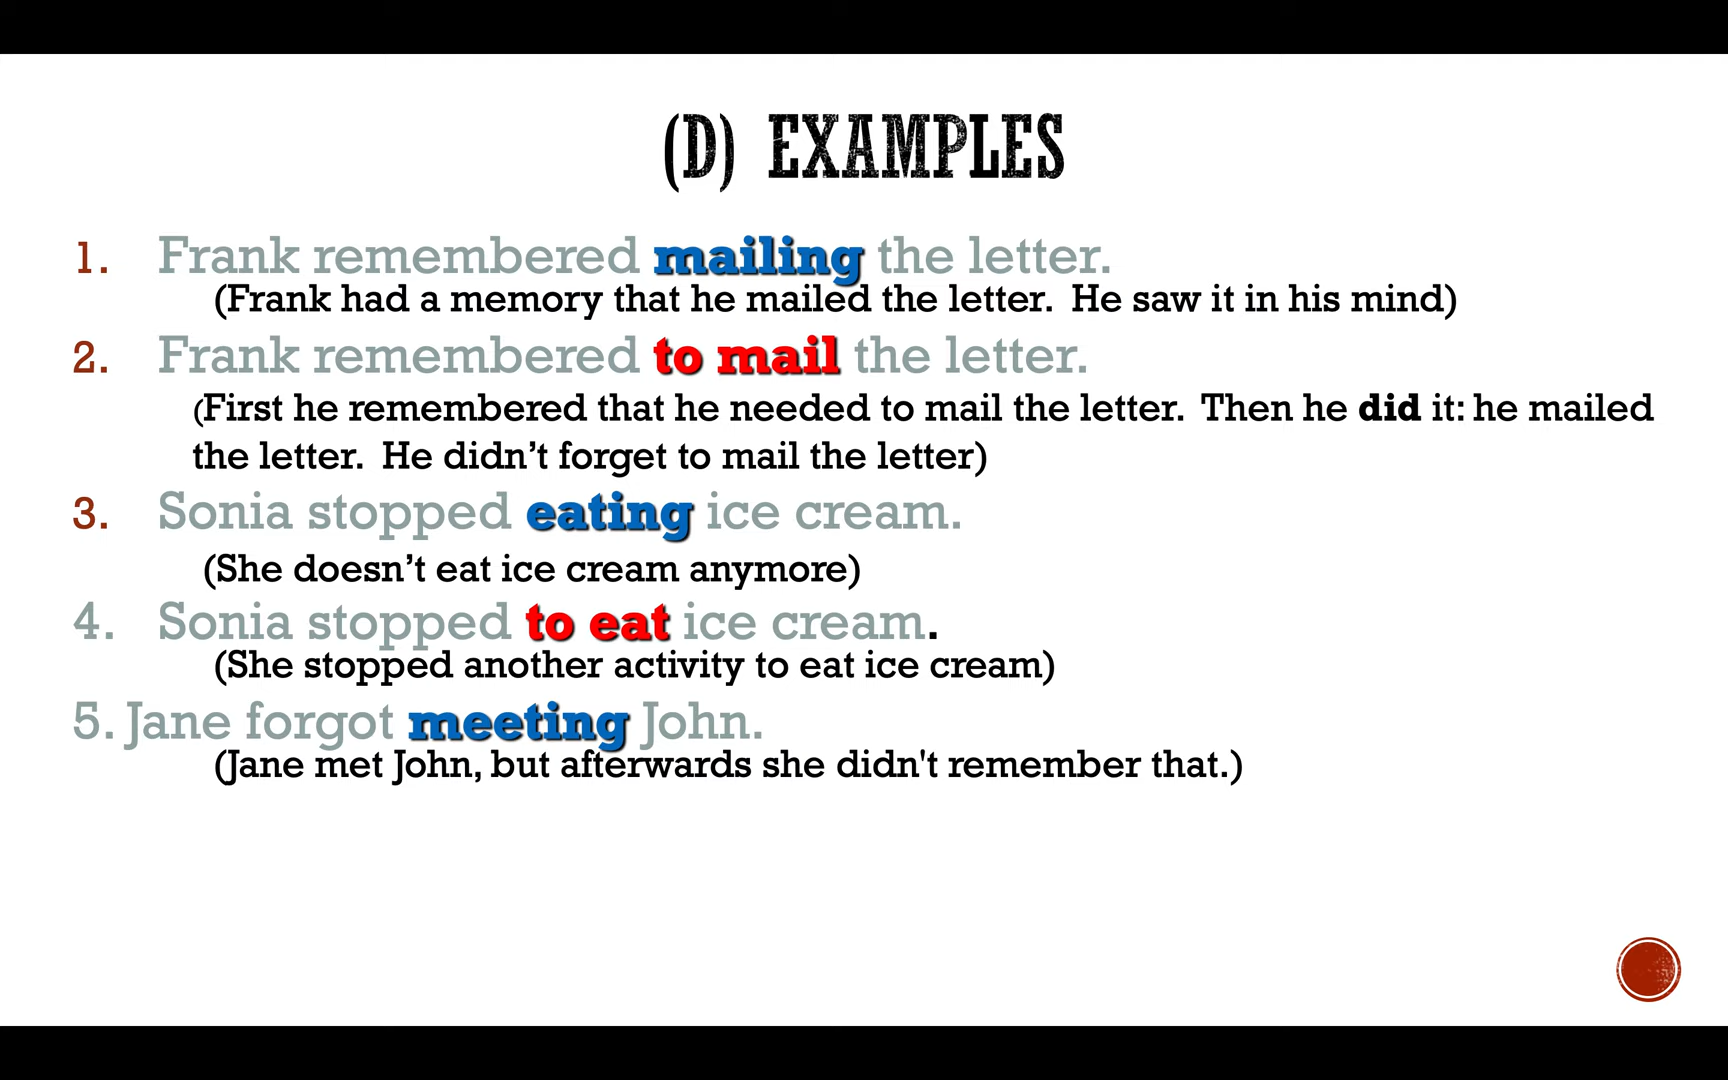 (D) EXAMPLES
1. Frank remembered mailing the letter.
(Frank had a memory that he mailed the letter. He saw it in his mind)
2. Frank remembered to mail the letter.
(First he remembered that he needed to mail the letter. Then he did it: he mailed
the letter. He didn’t forget to mail the letter)
3. Sonia stopped eating ice cream.
(She doesn’t eat ice cream anymore)
4. Sonia stopped to eat ice cream.
(She stopped another activity to eat ice cream)
5. Jane forgot meeting John.
(Jane met John, but afterwards she didn't remember that.)